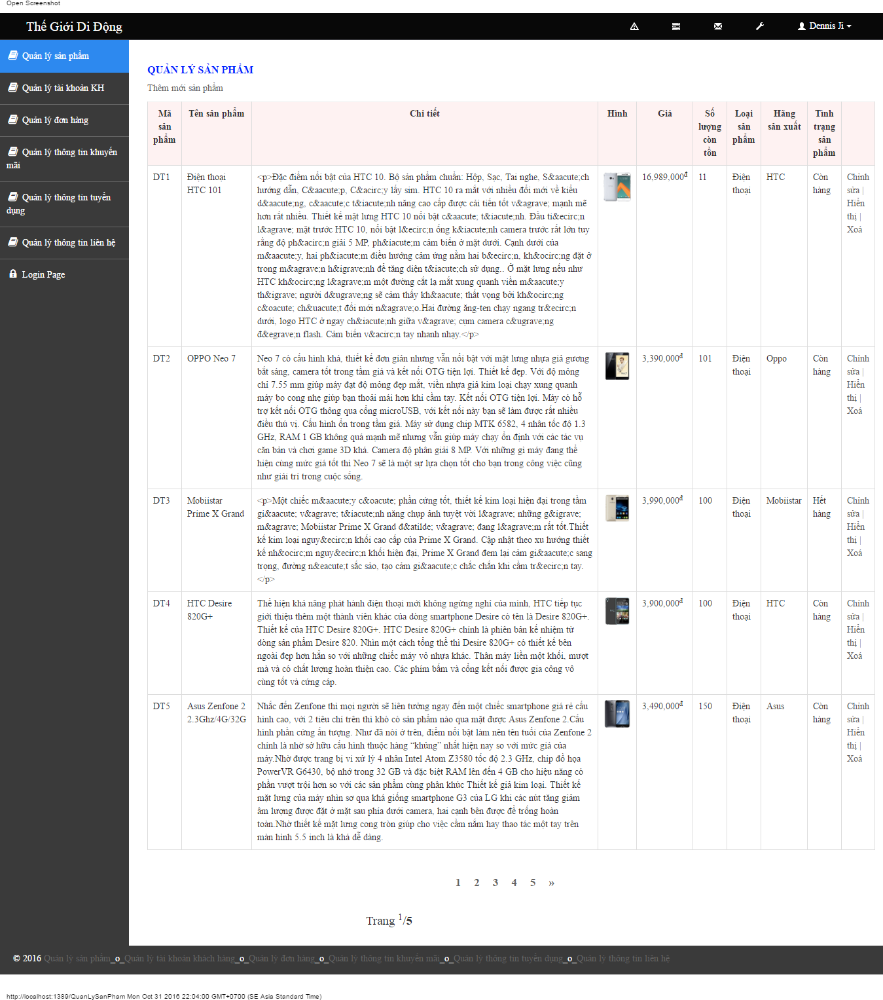 Open Screenshot
Thế Giới Di Động
Dennis Ji
Quản lý sản phẩm
Quản lý tài khoản KH
Quản lý đơn hàng
Quản lý thông tin khuyến
mãi
Quản lý thông tin tuyển
dụng
Quản lý thông tin liên hệ
Login Page
QUẢN LÝ SẢN PHẨM
Thêm mới sản phẩm
Mã sản phẩm	Tên sản phẩm	Chi tiết	Hình	Giá	Số lượng còn tồn	Loại sản phẩm	Hãng sản xuất	Tình trạng sản phẩm
DT1
Điện thoại
HTC 101
<p>Đặc điểm nổi bật của HTC 10. Bộ sản phẩm chuẩn: Hộp, Sạc, Tai nghe, S&aacute;ch
hướng dẫn, C&aacute;p, C&acirc;y lấy sim. HTC 10 ra mắt với nhiều đổi mới về kiểu
d&aacute;ng, c&aacute;c t&iacute;nh năng cao cấp được cải tiến tốt v&agrave; mạnh mẽ
hơn rất nhiều. Thiết kế mặt lưng HTC 10 nổi bật c&aacute; t&iacute;nh. Đầu ti&ecirc;n
l&agrave; mặt trước HTC 10, nổi bật l&ecirc;n ống k&iacute;nh camera trước rất lớn tuy
rằng độ ph&acirc;n giải 5 MP, ph&iacute;m cảm biến ở mặt dưới. Cạnh dưới của
m&aacute;y, hai ph&iacute;m điều hướng cảm ứng nằm hai b&ecirc;n, kh&ocirc;ng đặt ở
trong m&agrave;n h&igrave;nh để tăng diện t&iacute;ch sử dụng.. Ở mặt lưng nếu như
HTC kh&ocirc;ng l&agrave;m một đường cắt lạ mắt xung quanh viền m&aacute;y
th&igrave; người d&ugrave;ng sẽ cảm thấy kh&aacute; thất vọng bởi kh&ocirc;ng
c&oacute; ch&uacute;t đổi mới n&agrave;o.Hai đường ăng-ten chạy ngang tr&ecirc;n
dưới, logo HTC ở ngay ch&iacute;nh giữa v&agrave; cụm camera c&ugrave;ng
đ&egrave;n flash. Cảm biến v&acirc;n tay nhanh nhạy.</p>
16,989,000đ
11
Điện
thoại
HTC
Còn
hàng
Chỉnh
sửa |
Hiển
thị |
Xoá
DT2
OPPO Neo 7
Neo 7 có cấu hình khá, thiết kế đơn giản nhưng vẫn nổi bật với mặt lưng nhựa giả gương
bắt sáng, camera tốt trong tầm giá và kết nối OTG tiện lợi. Thiết kế đẹp. Với độ mỏng
chỉ 7.55 mm giúp máy đạt độ mỏng đẹp mắt, viền nhựa giả kim loại chạy xung quanh
máy bo cong nhẹ giúp bạn thoải mái hơn khi cầm tay. Kết nối OTG tiện lợi. Máy có hỗ
trợ kết nối OTG thông qua cổng microUSB, với kết nối này bạn sẽ làm được rất nhiều
điều thú vị. Cấu hình ổn trong tầm giá. Máy sử dụng chip MTK 6582, 4 nhân tốc độ 1.3
GHz, RAM 1 GB không quá mạnh mẽ nhưng vẫn giúp máy chạy ổn định với các tác vụ
căn bản và chơi game 3D khá. Camera độ phân giải 8 MP. Với những gì máy đang thể
hiện cùng mức giá tốt thì Neo 7 sẽ là một sự lựa chọn tốt cho bạn trong công việc cũng
như giải trí trong cuộc sống.
3,390,000đ
101
Điện
thoại
Oppo
Còn
hàng
Chỉnh
sửa |
Hiển
thị |
Xoá
DT3
Mobiistar
Prime X Grand
<p>Một chiếc m&aacute;y c&oacute; phần cứng tốt, thiết kế kim loại hiện đại trong tầm
gi&aacute; v&agrave; t&iacute;nh năng chụp ảnh tuyệt vời l&agrave; những g&igrave;
m&agrave; Mobiistar Prime X Grand đ&atilde; v&agrave; đang l&agrave;m rất tốt.Thiết
kế kim loại nguy&ecirc;n khối cao cấp của Prime X Grand. Cập nhật theo xu hướng thiết
kế nh&ocirc;m nguy&ecirc;n khối hiện đại, Prime X Grand đem lại cảm gi&aacute;c sang
trọng, đường n&eacute;t sắc sảo, tạo cảm gi&aacute;c chắc chắn khi cầm tr&ecirc;n tay.
</p>
3,990,000đ
100
Điện
thoại
Mobiistar
Hết
hàng
Chỉnh
sửa |
Hiển
thị |
Xoá
DT4
HTC Desire
820G+
Thể hiện khả năng phát hành điện thoại mới không ngừng nghỉ của mình, HTC tiếp tục
giới thiệu thêm một thành viên khác của dòng smartphone Desire có tên là Desire 820G+.
Thiết kế của HTC Desire 820G+. HTC Desire 820G+ chính là phiên bản kế nhiệm từ
dòng sản phẩm Desire 820. Nhìn một cách tổng thể thì Desire 820G+ có thiết kế bên
ngoài đẹp hơn hẳn so với những chiếc máy vỏ nhựa khác. Thân máy liền một khối, mượt
mà và có chất lượng hoàn thiện cao. Các phím bấm và cổng kết nối được gia công vô
cùng tốt và cứng cáp.
3,900,000đ
100
Điện
thoại
HTC
Còn
hàng
Chỉnh
sửa |
Hiển
thị |
Xoá
DT5
Asus Zenfone 2
2.3Ghz/4G/32G
Nhắc đến Zenfone thì mọi người sẽ liên tưởng ngay đến một chiếc smartphone giá rẻ cấu
hình cao, với 2 tiêu chí trên thì khó có sản phẩm nào qua mặt được Asus Zenfone 2.Cấu
hình phần cứng ấn tượng. Như đã nói ở trên, điểm nổi bật làm nên tên tuổi của Zenfone 2
chính là nhờ sở hữu cấu hình thuộc hàng “khủng” nhất hiện nay so với mức giá của
máy.Nhờ được trang bị vi xử lý 4 nhân Intel Atom Z3580 tốc độ 2.3 GHz, chip đồ họa
PowerVR G6430, bộ nhớ trong 32 GB và đặc biệt RAM lên đến 4 GB cho hiệu năng có
phần vượt trội hơn so với các sản phẩm cùng phân khúc Thiết kế giả kim loại. Thiết kế
mặt lưng của máy nhìn sơ qua khá giống smartphone G3 của LG khi các nút tăng giảm
âm lượng được đặt ở mặt sau phía dưới camera, hai cạnh bên được để trống hoàn
toàn.Nhờ thiết kế mặt lưng cong tròn giúp cho việc cầm nắm hay thao tác một tay trên
màn hình 5.5 inch là khá dễ dàng.
3,490,000đ
150
Điện
thoại
Asus
Còn
hàng
Chỉnh
sửa |
Hiển
thị |
Xoá
1 2 3 4 5 »
Trang 1/5
© 2016 Quản lý sản phẩm_o_Quản lý tài khoản khách hàng_o_Quản lý đơn hàng_o_Quản lý thông tin khuyến mãi_o_Quản lý thông tin tuyển dụng_o_Quản lý thông tin liên hệ
http://localhost:1389/QuanLySanPham Mon Oct 31 2016 22:04:00 GMT+0700 (SE Asia Standard Time)